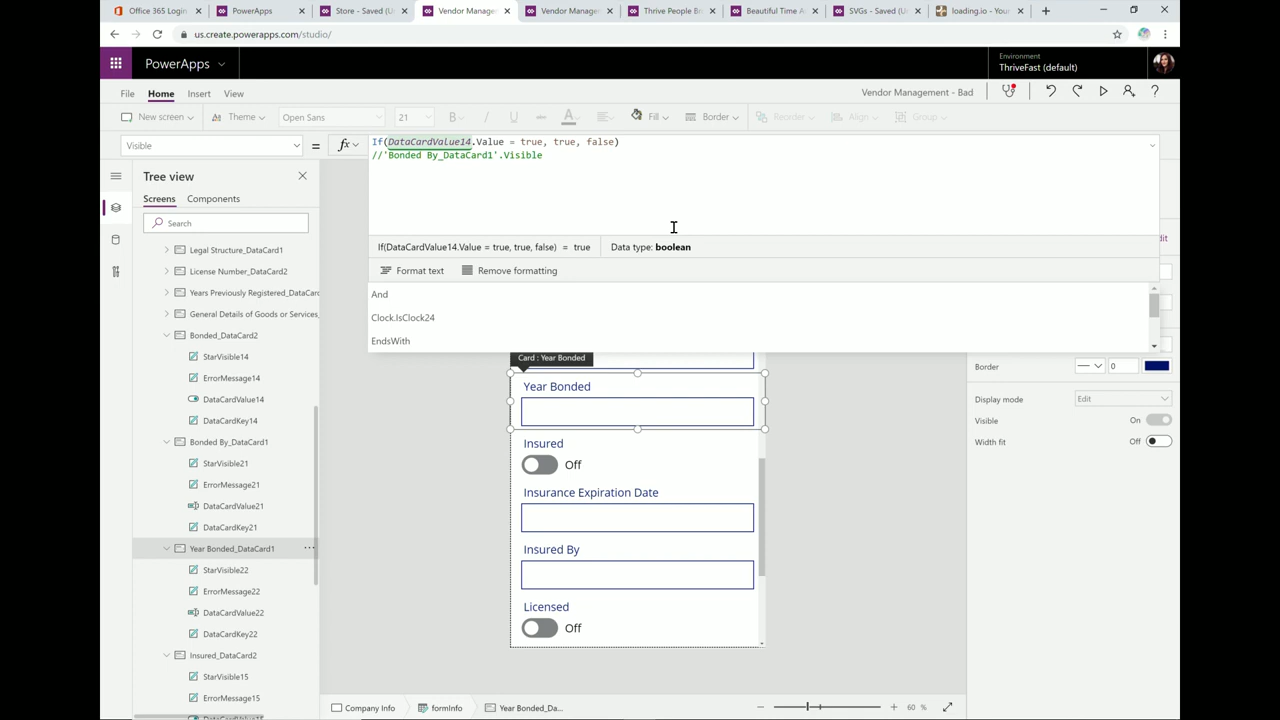 Office 365 Login
PowerApps
Store - Saved (U
Vendor Manageme
Vendor Manageme
Thrive People Br
Beautiful Time A
SVGs - Saved (Us
loading.io - You
us.create.powerapps.com/studio/
PowerApps
Environment
ThriveFast (default)
File
Home
Insert
View
Vendor Management - Bad
New screen
Theme
Open Sans
21
B
I
U
A
Fill
Border
Reorder
Align
Group
Visible
=
fx
If(DataCardValue14.Value = true, true, false)
//'Bonded By_DataCard1'.Visible
If(DataCardValue14.Value = true, true, false) = true
Data type: boolean
Format text
Remove formatting
And
Clock.IsClock24
EndsWith
Tree view
Screens
Components
Search
Legal Structure_DataCard1
License Number_DataCard2
Years Previously Registered_DataCard
General Details of Goods or Services_
Bonded_DataCard2
StarVisible14
ErrorMessage14
DataCardValue14
DataCardKey14
Bonded By_DataCard1
StarVisible21
ErrorMessage21
DataCardValue21
DataCardKey21
Year Bonded_DataCard1
StarVisible22
ErrorMessage22
DataCardValue22
DataCardKey22
Insured_DataCard2
StarVisible15
ErrorMessage15
Card : Year Bonded
Year Bonded
Insured
Off
Insurance Expiration Date
Insured By
Licensed
Off
dit
Border
0
Display mode
Edit
Visible
On
Width fit
Off
Company Info
formInfo
Year Bonded_Da...
60 %